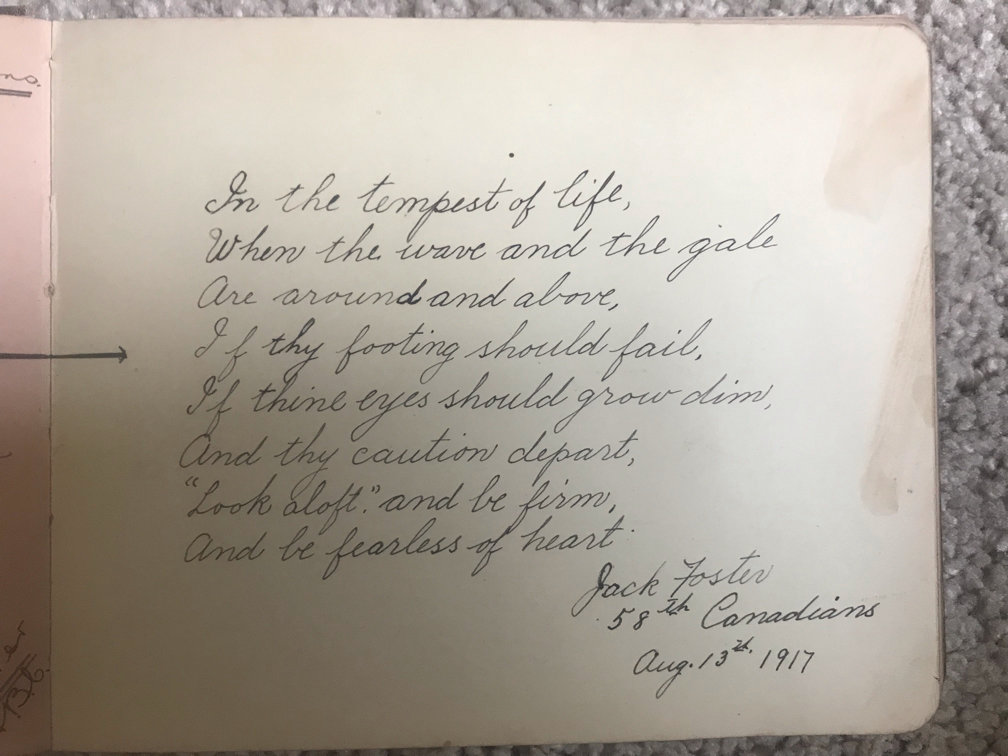 In the tempest of life,
When the wave and the gale
Are around and above,
If thy footing should fail,
If thine eyes should grow dim,
And thy caution depart,
"Look aloft." and be firm,
And be fearless of heart.
Jack Foster
58th Canadians
Aug. 13th. 1917